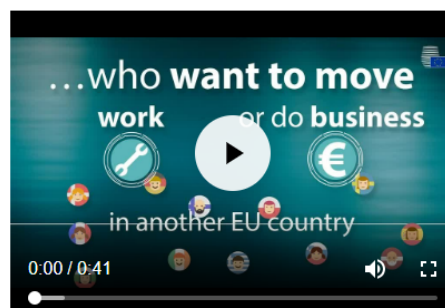 ...who want to move
work or do business
€
in another EU country
0:00 / 0:41